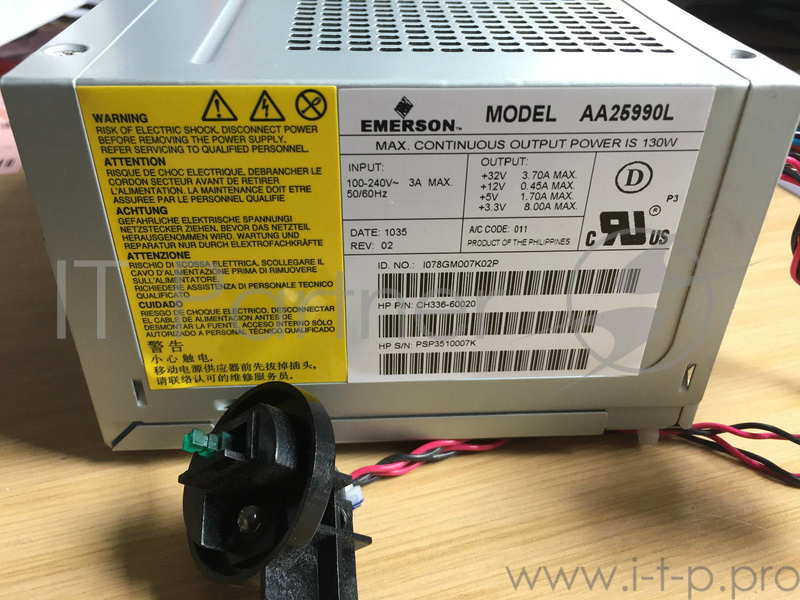 WARNING
RISK OF ELECTRIC SHOCK, DISCONNECT POWER
BEFORE REMOVING THE POWER SUPPLY,
REFER SERVICING TO QUALIFIED PERSONNEL.
ATTENTION
RISQUE DE CHOC ELECTRIQUE, DEBRANCHER LE
CORDON SECTEUR AVANT DE RETIRER
L'ALIMENTATION. LA MAINTENANCE DOIT ETRE
ASSUREE PAR LE PERSONNEL QUALIFIE
ACHTUNG
GEFAHRLICHE ELEKTRISCHE SPANNUNGI
NETZSTECKER ZIEHEN, BEVOR DAS NETZTEIL
HERAUSGENOMMEN WIRD. WARTUNG UND
REPARATUR NUR DURCH ELEXTROFACHKRÄFTE
ATTENZIONE
RISCHIO DI SCOSSA ELETTRICA, SCOLLEGARE IL
CAVO D'ALIMENTAZIONE PRIMA DI RIMUOVERE
SULL'ALIMENTATORE.
RICHIEDERE ASSISTENZA DI PERSONALE TECNICO
QUALIFICATO
CUIDADO
RIESGO DE CHOQUE ELECTRICO. DESCONNECTER
EL CABLE DE ALIMENTACION ANTES DE
DESMONTAR LA FUENTE, ACCESO INTERNO SÓLO
AUTORIZADO A PERSONAL TÉCNICO QUALIFICADO
警告
小心触电.
移动电源供应器前先拔掉插头,
请联络认可的维修服务员.
EMERSON™ MODEL AA25990L
MAX. CONTINUOUS OUTPUT POWER IS 130W
INPUT:
100-240V~ 3A MAX.
50/60Hz
OUTPUT:
+32V 3.70A MAX.
+12V 0.45A MAX.
+5V 1.70A MAX.
+3.3V 8.00A MAX.
D
P3
DATE: 1035
REV: 02
A/C CODE: 011
PRODUCT OF THE PHILIPPINES
c RU US ®
ID. NO.: I078GM007K02P
HP P/N: CH336-60020
HP S/N: PSP3510007K
IT Partner
www.i-t-p.pro